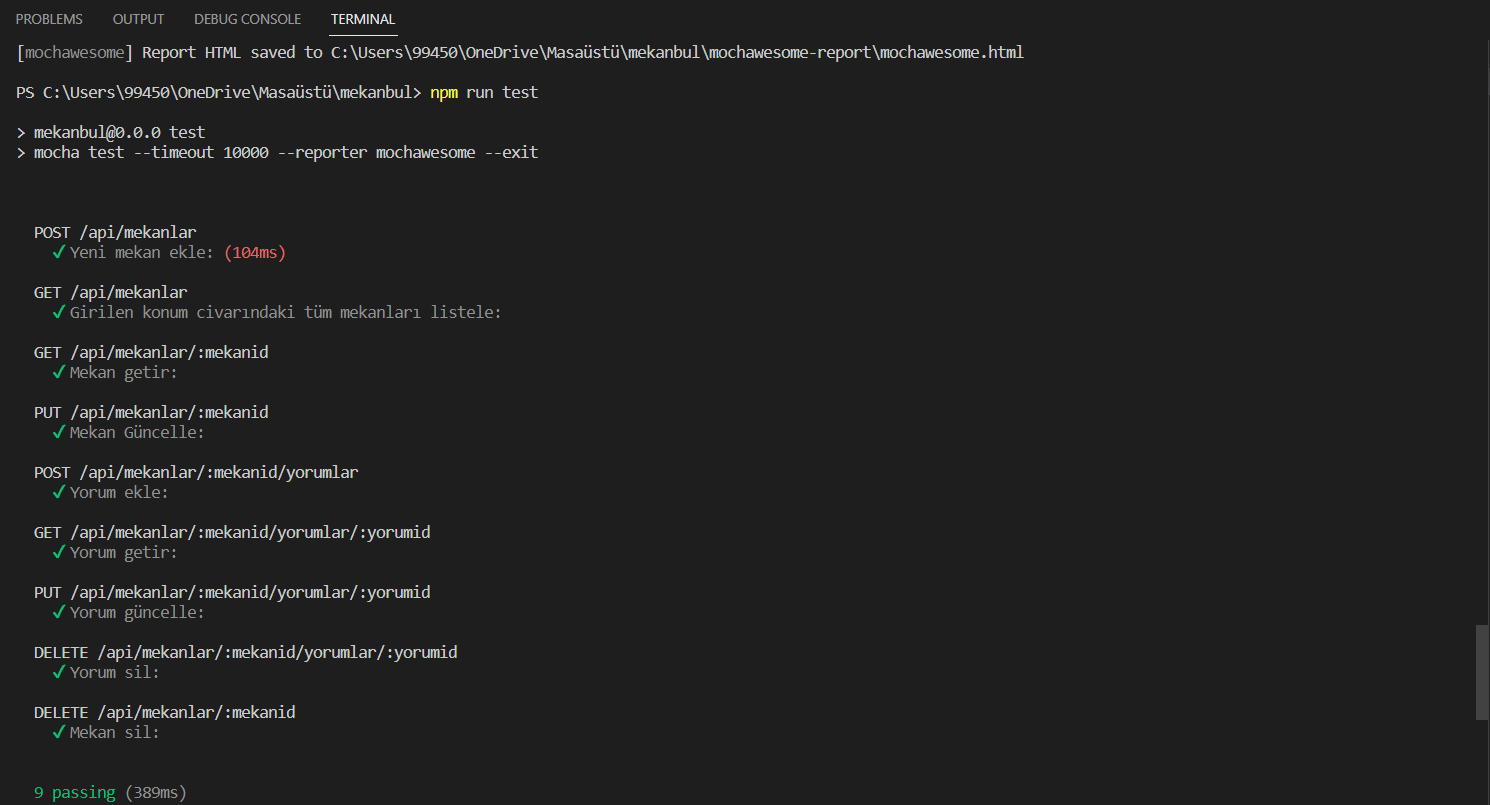 PROBLEMS OUTPUT DEBUG CONSOLE TERMINAL
[mochawesome] Report HTML saved to C:\Users\99450\OneDrive\Masaüstü\mekanbul\mochawesome-report\mochawesome.html
PS C:\Users\99450\OneDrive\Masaüstü\mekanbul> npm run test
> mekanbul@0.0.0 test
> mocha test --timeout 10000 --reporter mochawesome --exit
POST /api/mekanlar
✓ Yeni mekan ekle: (104ms)
GET /api/mekanlar
✓ Girilen konum civarındaki tüm mekanları listele:
GET /api/mekanlar/:mekanid
✓ Mekan getir:
PUT /api/mekanlar/:mekanid
✓ Mekan Güncelle:
POST /api/mekanlar/:mekanid/yorumlar
✓ Yorum ekle:
GET /api/mekanlar/:mekanid/yorumlar/:yorumid
✓ Yorum getir:
PUT /api/mekanlar/:mekanid/yorumlar/:yorumid
✓ Yorum güncelle:
DELETE /api/mekanlar/:mekanid/yorumlar/:yorumid
✓ Yorum sil:
DELETE /api/mekanlar/:mekanid
✓ Mekan sil:
9 passing (389ms)